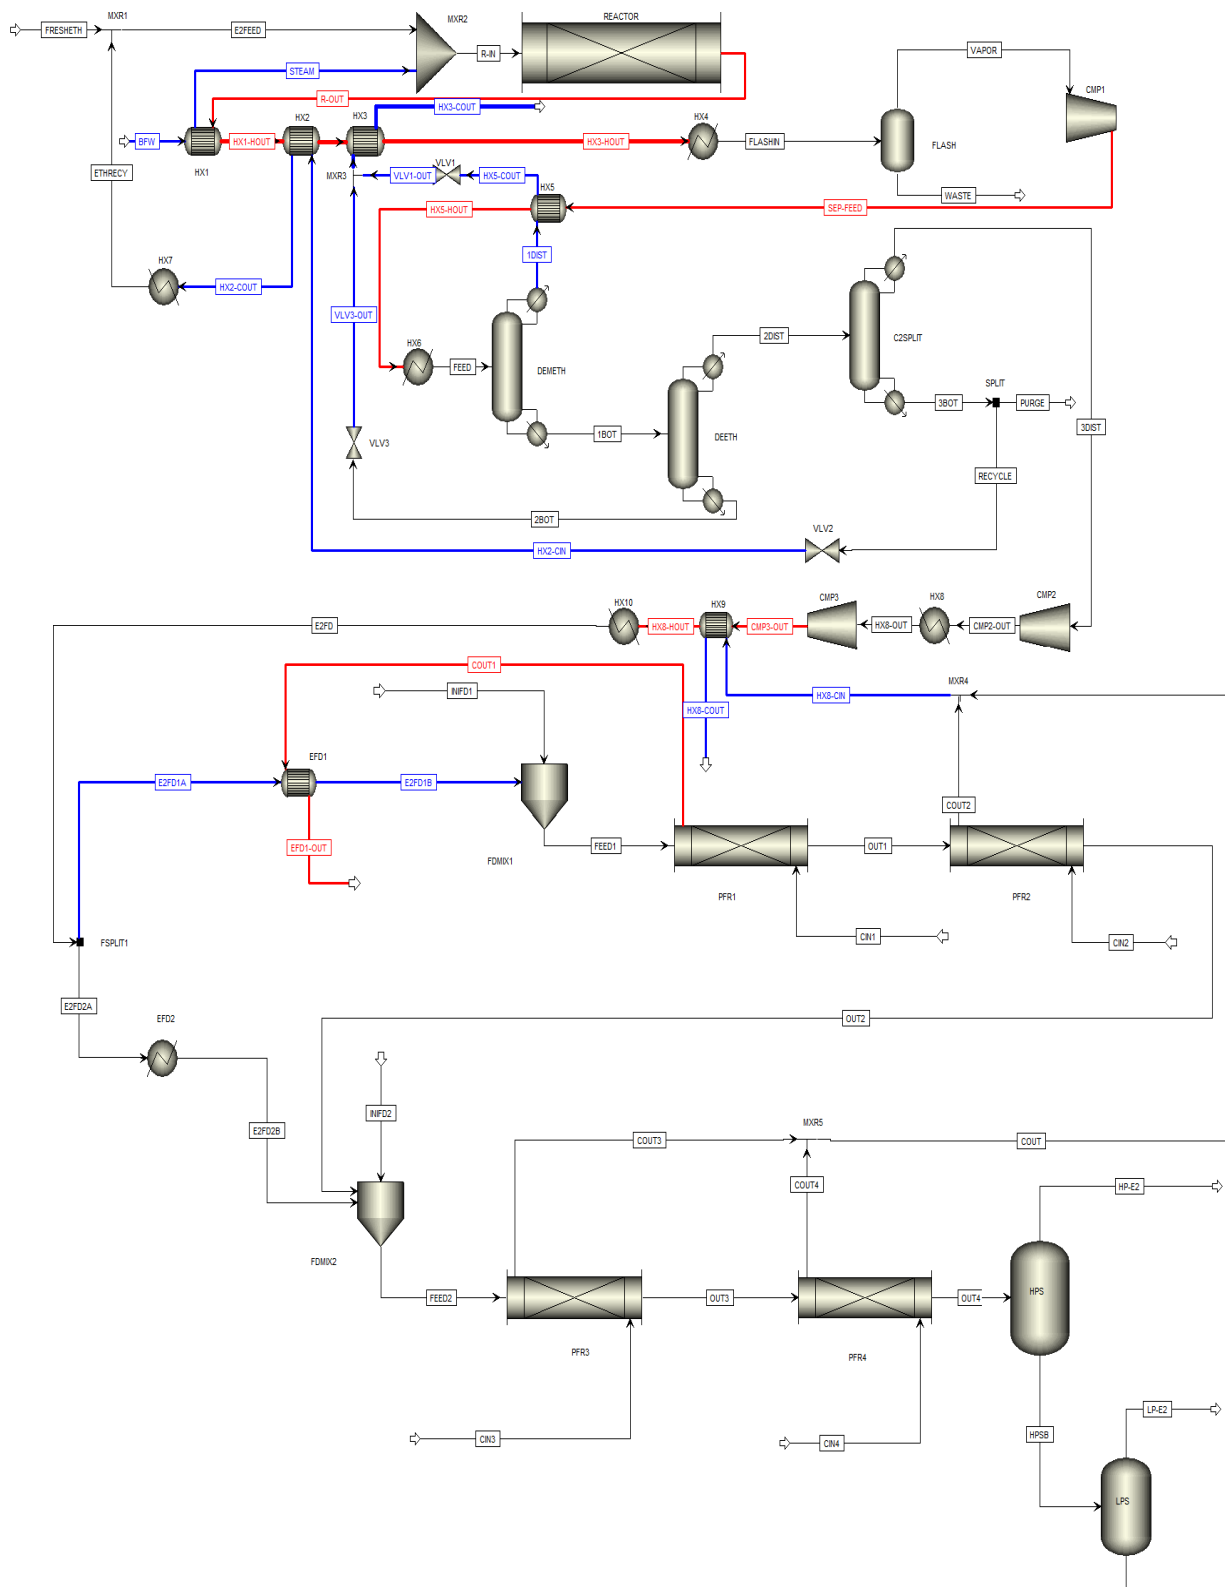 MXR1
FRESHETH
E2FEED
MXR2
REACTOR
R-IN
VAPOR
STEAM
CMP1
R-OUT
HX3-COUT
HX2
HX3
HX4
BFW
HX1-HOUT
HX3-HOUT
FLASHIN
FLASH
HX1
ETHRECY
MXR3
VLV1-OUT
VLV1
HX5-COUT
HX5
WASTE
HX5-HOUT
SEP-FEED
1DIST
HX7
HX2-COUT
VLV3-OUT
2DIST
C2SPLIT
HX6
FEED
DEMETH
SPLIT
3BOT
PURGE
3DIST
VLV3
1BOT
DEETH
RECYCLE
2BOT
VLV2
HX2-CIN
HX10
HX9
CMP3
HX8
CMP2
E2FD
HX8-HOUT
CMP3-OUT
HX8-OUT
CMP2-OUT
COUT1
INIFD1
HX8-CIN
MXR4
HX8-COUT
EFD1
E2FD1A
E2FD1B
COUT2
EFD1-OUT
FDMIX1
FEED1
OUT1
PFR1
PFR2
CIN1
CIN2
FSPLIT1
E2FD2A
EFD2
OUT2
INIFD2
E2FD2B
MXR5
COUT3
COUT
COUT4
HP-E2
FDMIX2
FEED2
OUT3
OUT4
HPS
PFR3
PFR4
LP-E2
CIN3
CIN4
HPSB
LPS